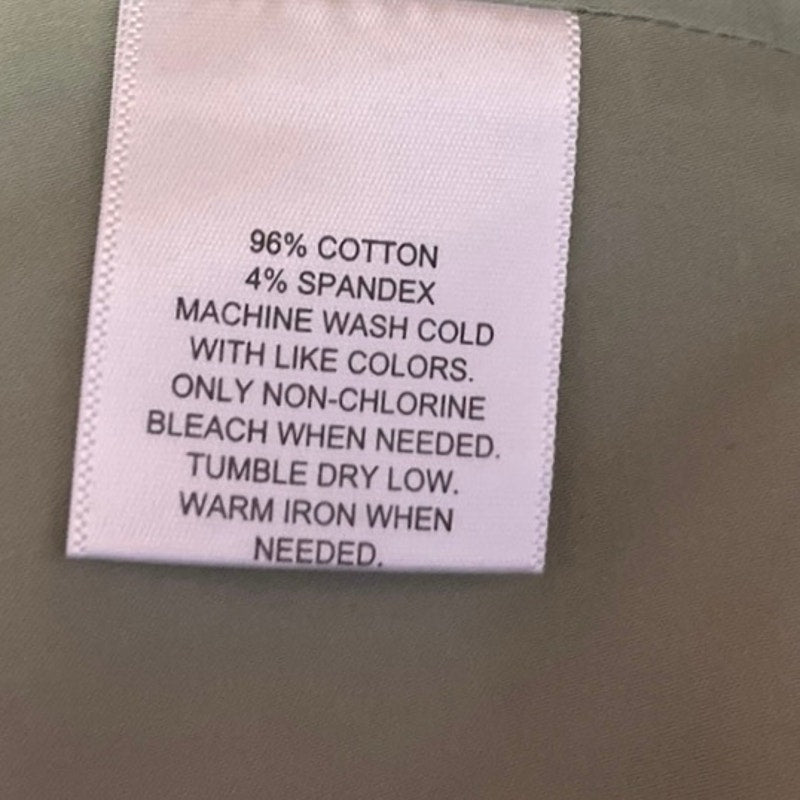 96% COTTON
4% SPANDEX
MACHINE WASH COLD
WITH LIKE COLORS.
ONLY NON-CHLORINE
BLEACH WHEN NEEDED.
TUMBLE DRY LOW.
WARM IRON WHEN
NEEDED.